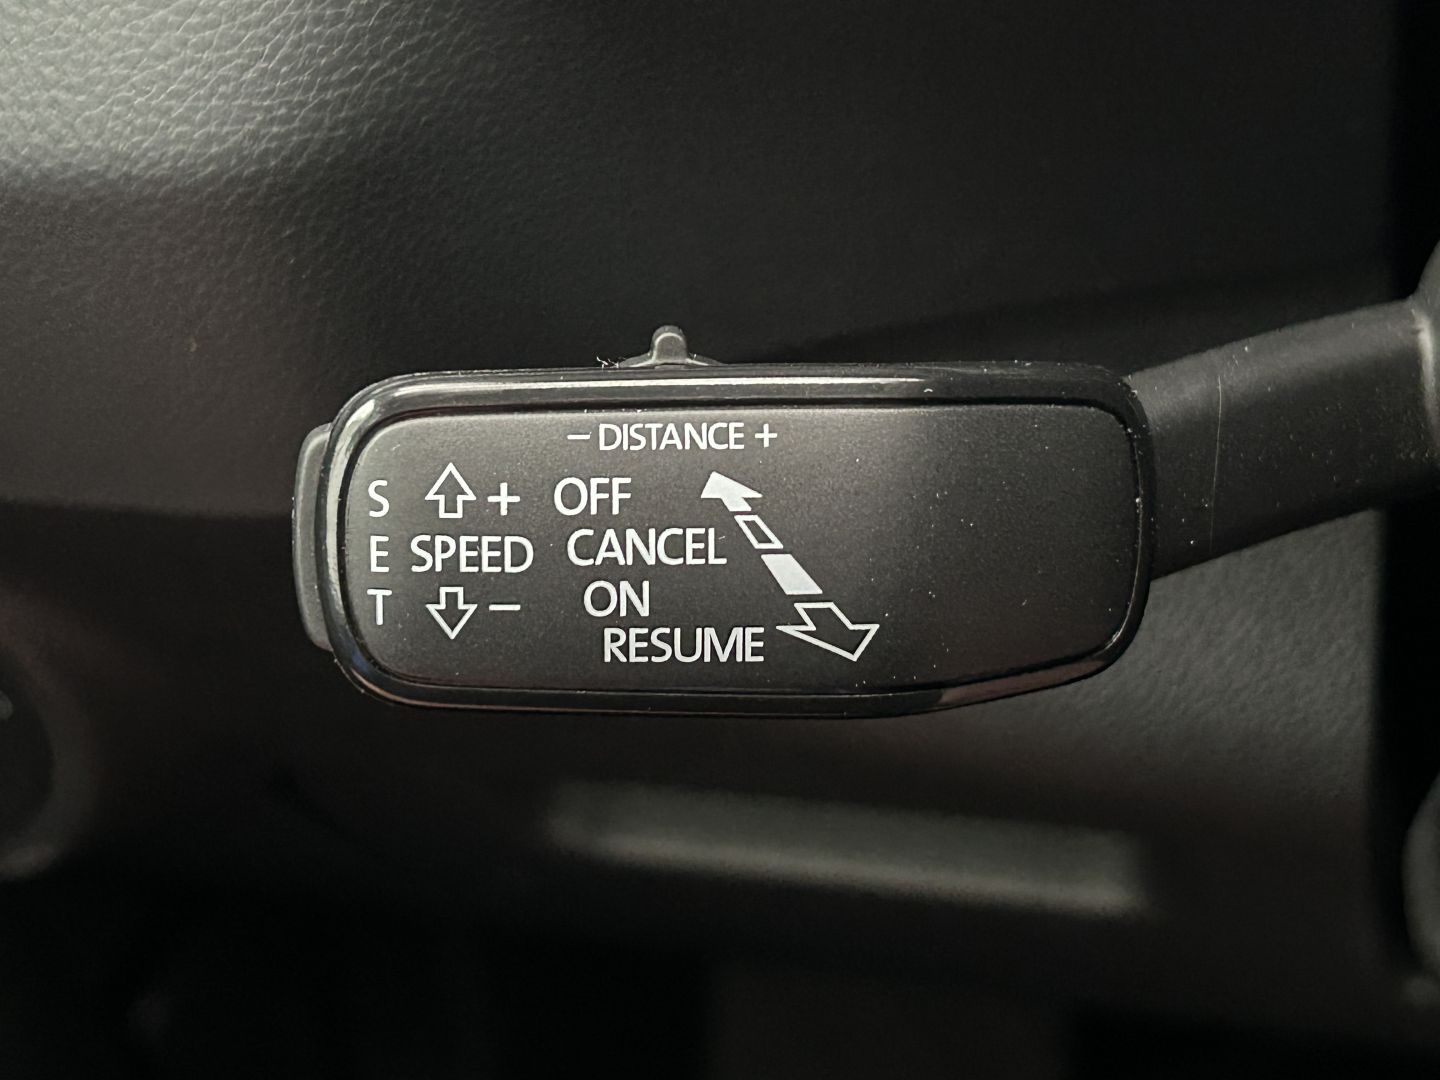 – DISTANCE +
S + OFF
E SPEED CANCEL
T – ON
RESUME